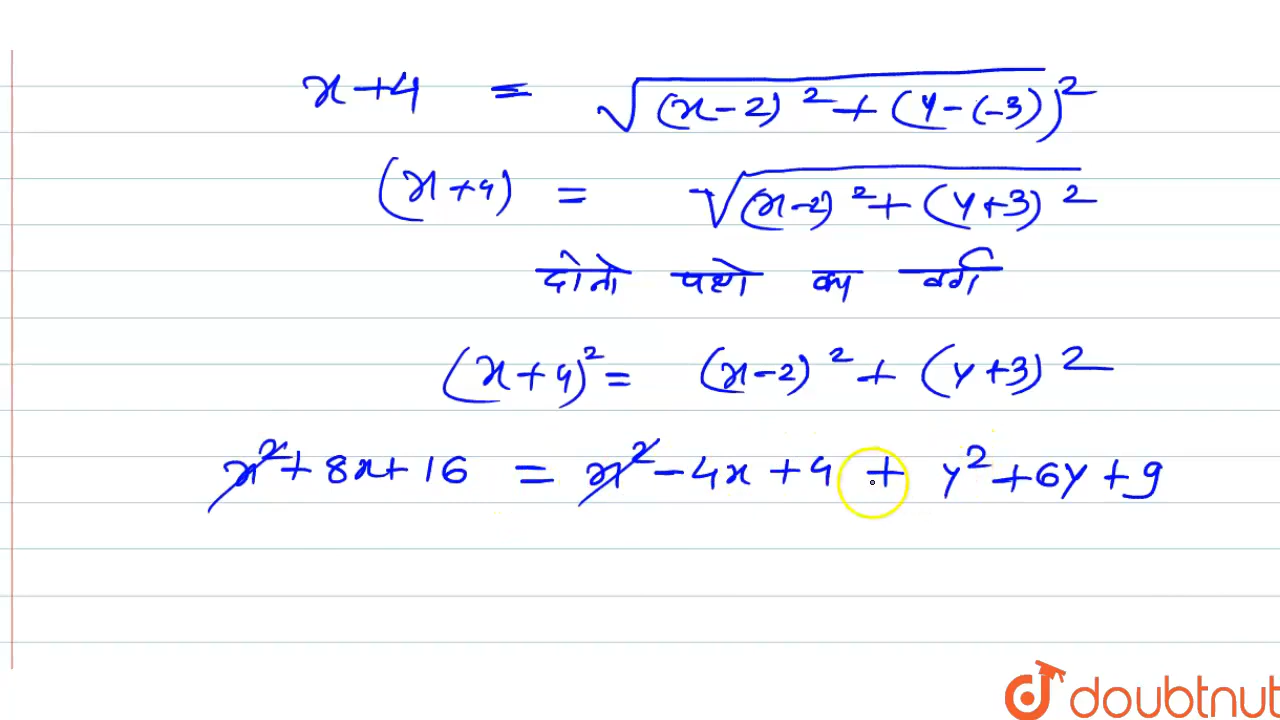 x+4 = √(x-2)² + (y-(-3))²
(x+4) = √(x-2)² + (y+3)²
दोनो पक्षो का वर्ग
(x+4)² = (x-2)² + (y+3)²
x² + 8x + 16 = x² - 4x + 4 + y² + 6y + 9
doubtnut